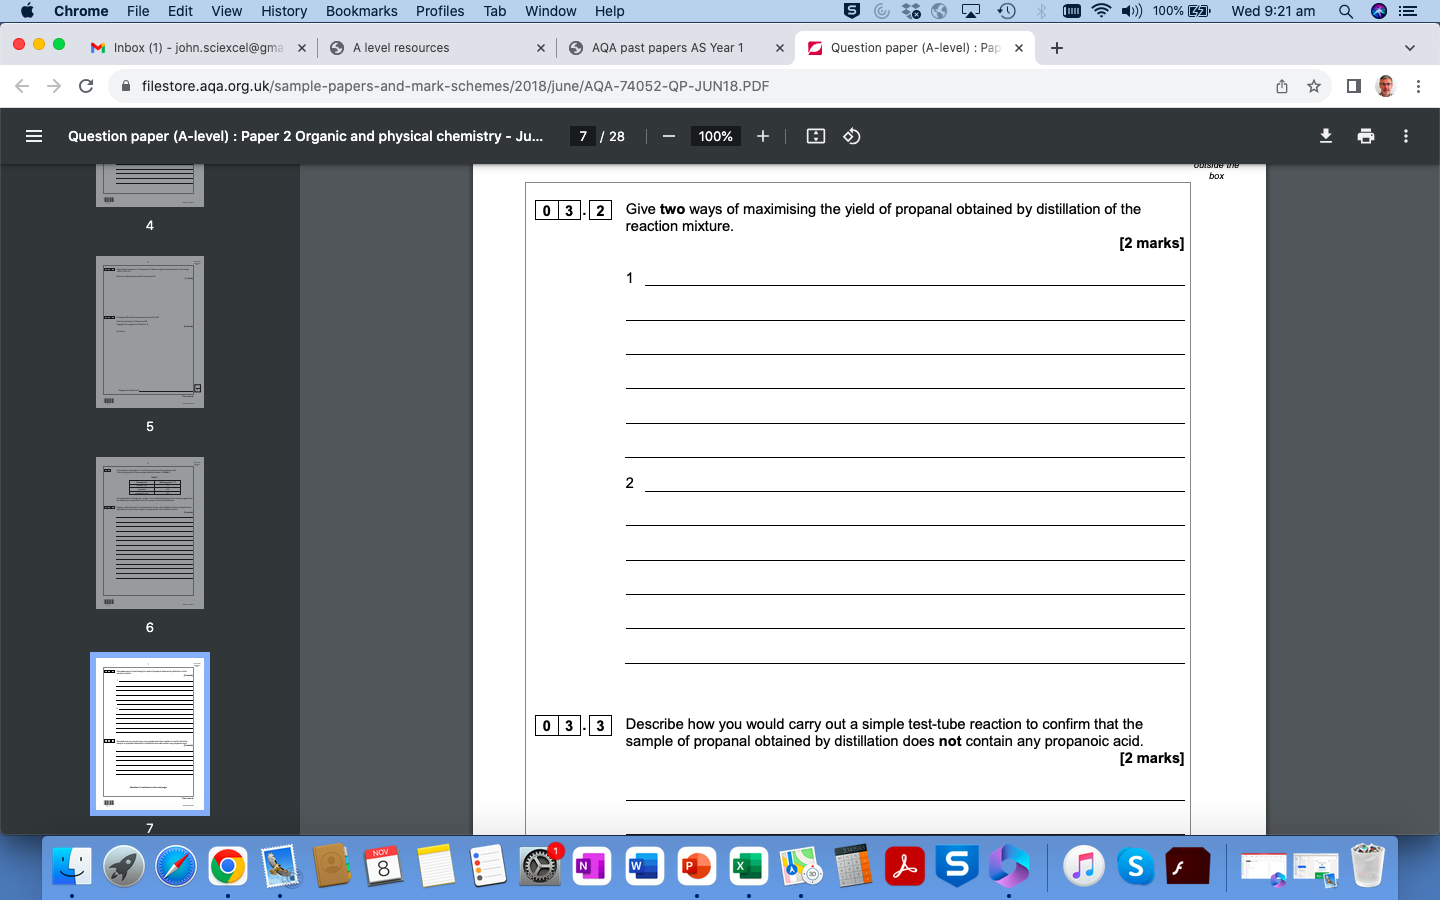 Chrome File Edit View History Bookmarks Profiles Tab Window Help 100% Wed 9:21 am
Inbox (1) - john.sciexcel@gma
A level resources
AQA past papers AS Year 1
Question paper (A-level) : Pap
filestore.aqa.org.uk/sample-papers-and-mark-schemes/2018/june/AQA-74052-QP-JUN18.PDF
Question paper (A-level) : Paper 2 Organic and physical chemistry - Ju... 7 / 28 100%
4
5
6
7
outside the
box
0 3 . 2 Give two ways of maximising the yield of propanal obtained by distillation of the
reaction mixture.
[2 marks]
1
2
0 3 . 3 Describe how you would carry out a simple test-tube reaction to confirm that the
sample of propanal obtained by distillation does not contain any propanoic acid.
[2 marks]
NOV
8
1